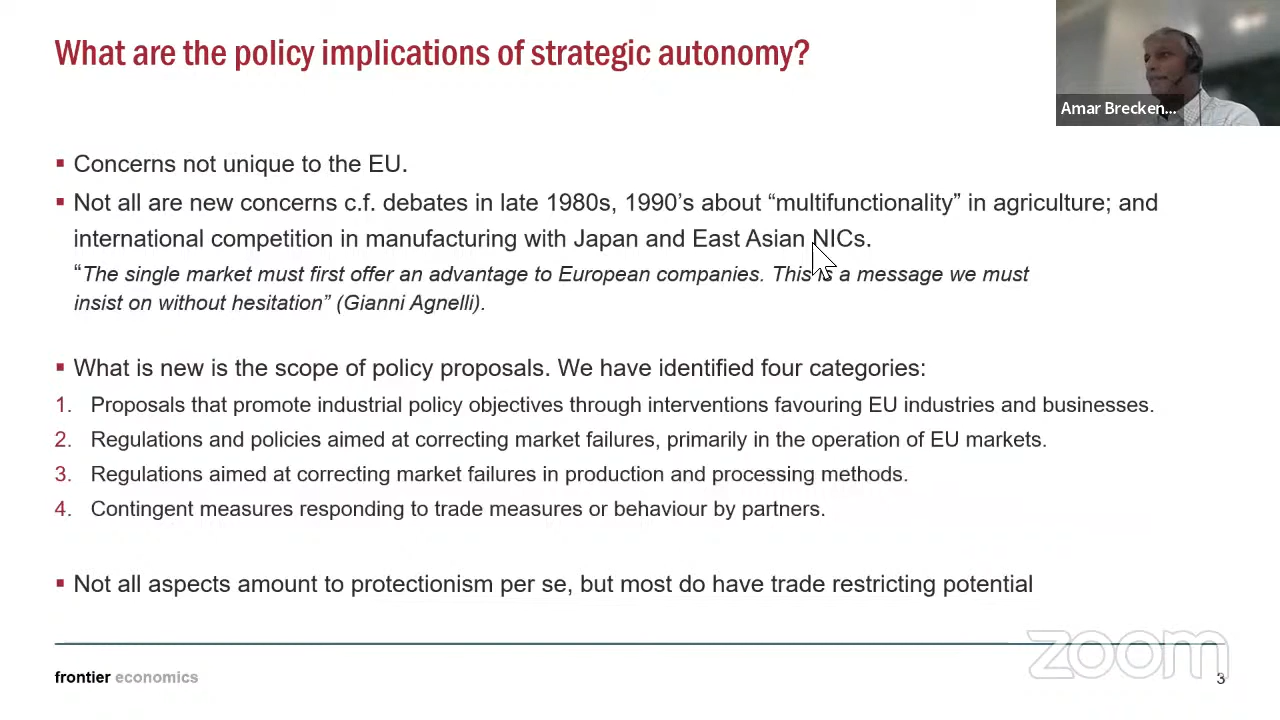 What are the policy implications of strategic autonomy?
Amar Brecken...
▪ Concerns not unique to the EU.
▪ Not all are new concerns c.f. debates in late 1980s, 1990’s about “multifunctionality” in agriculture; and
international competition in manufacturing with Japan and East Asian NICs.
“The single market must first offer an advantage to European companies. This is a message we must
insist on without hesitation” (Gianni Agnelli).
▪ What is new is the scope of policy proposals. We have identified four categories:
1. Proposals that promote industrial policy objectives through interventions favouring EU industries and businesses.
2. Regulations and policies aimed at correcting market failures, primarily in the operation of EU markets.
3. Regulations aimed at correcting market failures in production and processing methods.
4. Contingent measures responding to trade measures or behaviour by partners.
▪ Not all aspects amount to protectionism per se, but most do have trade restricting potential
zoom
frontier economics
3